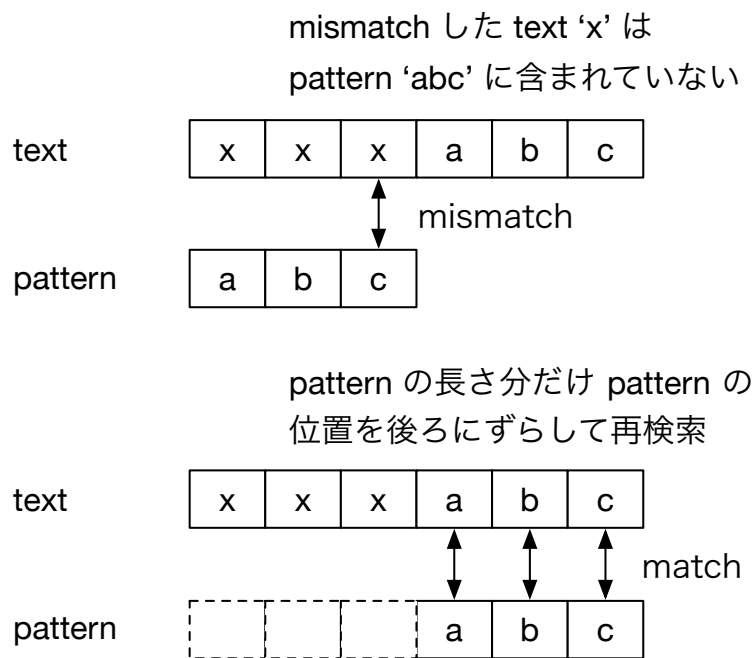 mismatch した text ‘x’ は
pattern ‘abc’ に含まれていない
text x x x a b c
mismatch
pattern a b c
pattern の長さ分だけ pattern の
位置を後ろにずらして再検索
text x x x a b c
match
pattern a b c